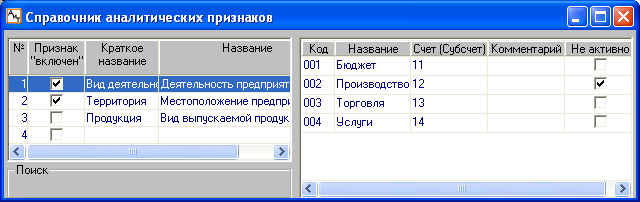 Справочник аналитических признаков
№ Признак "включен" Краткое название Название
1 Вид деятельно Деятельность предприят
2 Территория Местоположение предпри
3 Продукция Вид выпускаемой продук
4
Поиск
Код Название Счет (Субсчет) Комментарий Не активно
001 Бюджет 11
002 Производство 12
003 Торговля 13
004 Услуги 14